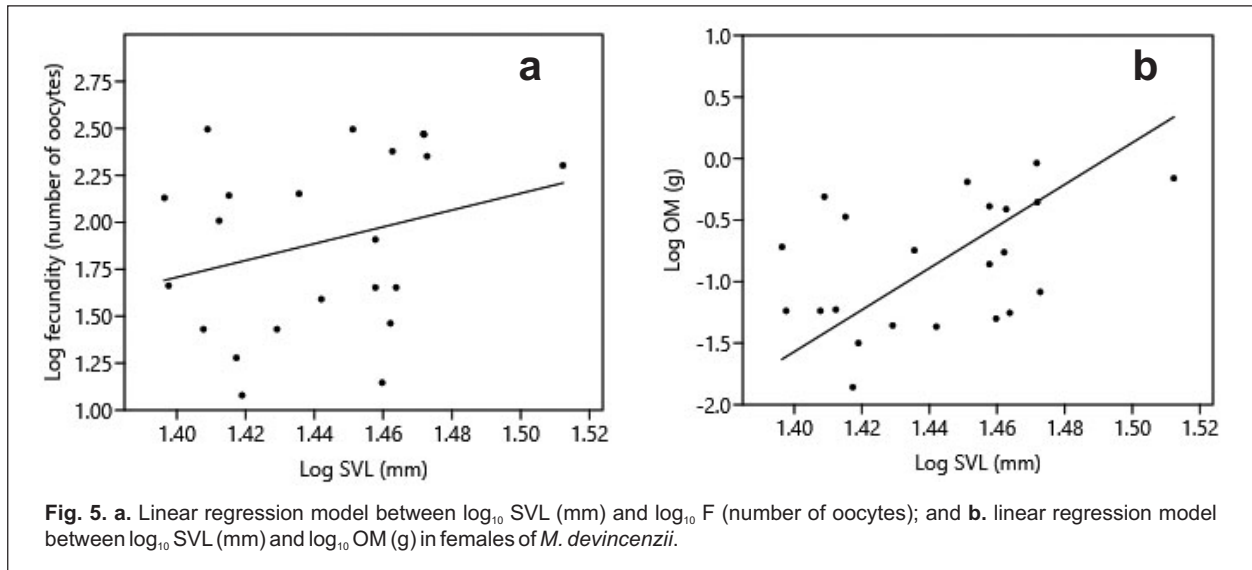 a
Log fecundity (number of oocytes)
2.75
2.50
2.25
2.00
1.75
1.50
1.25
1.00
1.40 1.42 1.44 1.46 1.48 1.50 1.52
Log SVL (mm)
b
Log OM (g)
1.0
0.5
0.0
-0.5
-1.0
-1.5
-2.0
1.40 1.42 1.44 1.46 1.48 1.50 1.52
Log SVL (mm)
Fig. 5. a. Linear regression model between log₁₀ SVL (mm) and log₁₀ F (number of oocytes); and b. linear regression model
between log₁₀ SVL (mm) and log₁₀ OM (g) in females of M. devincenzii.